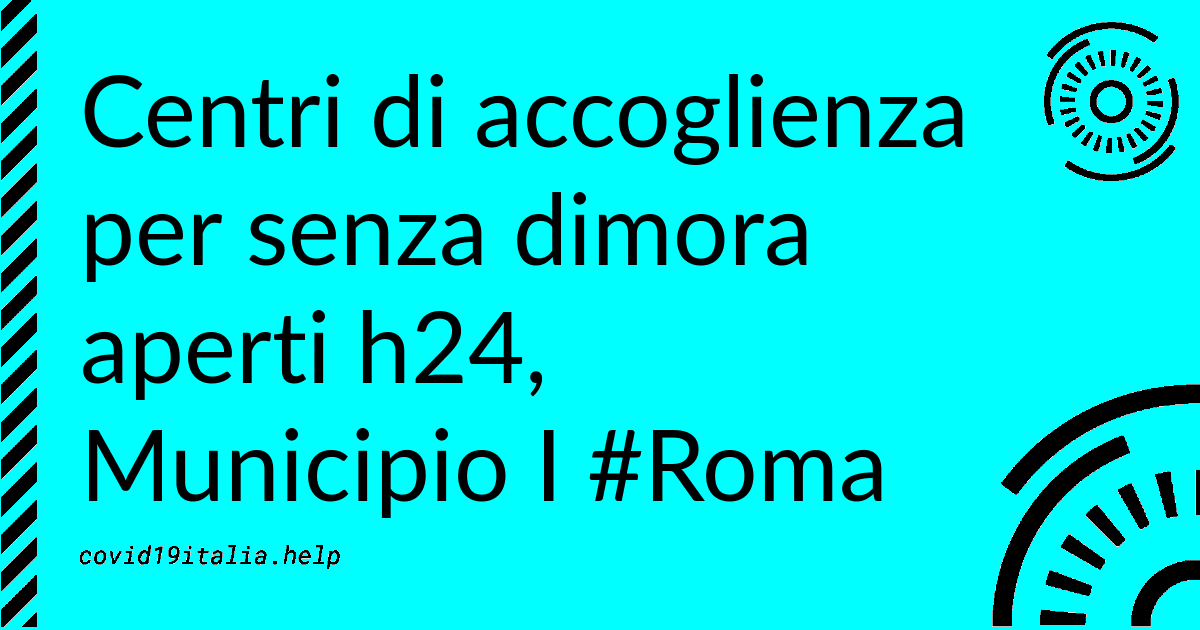 Centri di accoglienza
per senza dimora
aperti h24,
Municipio I #Roma
covid19italia.help